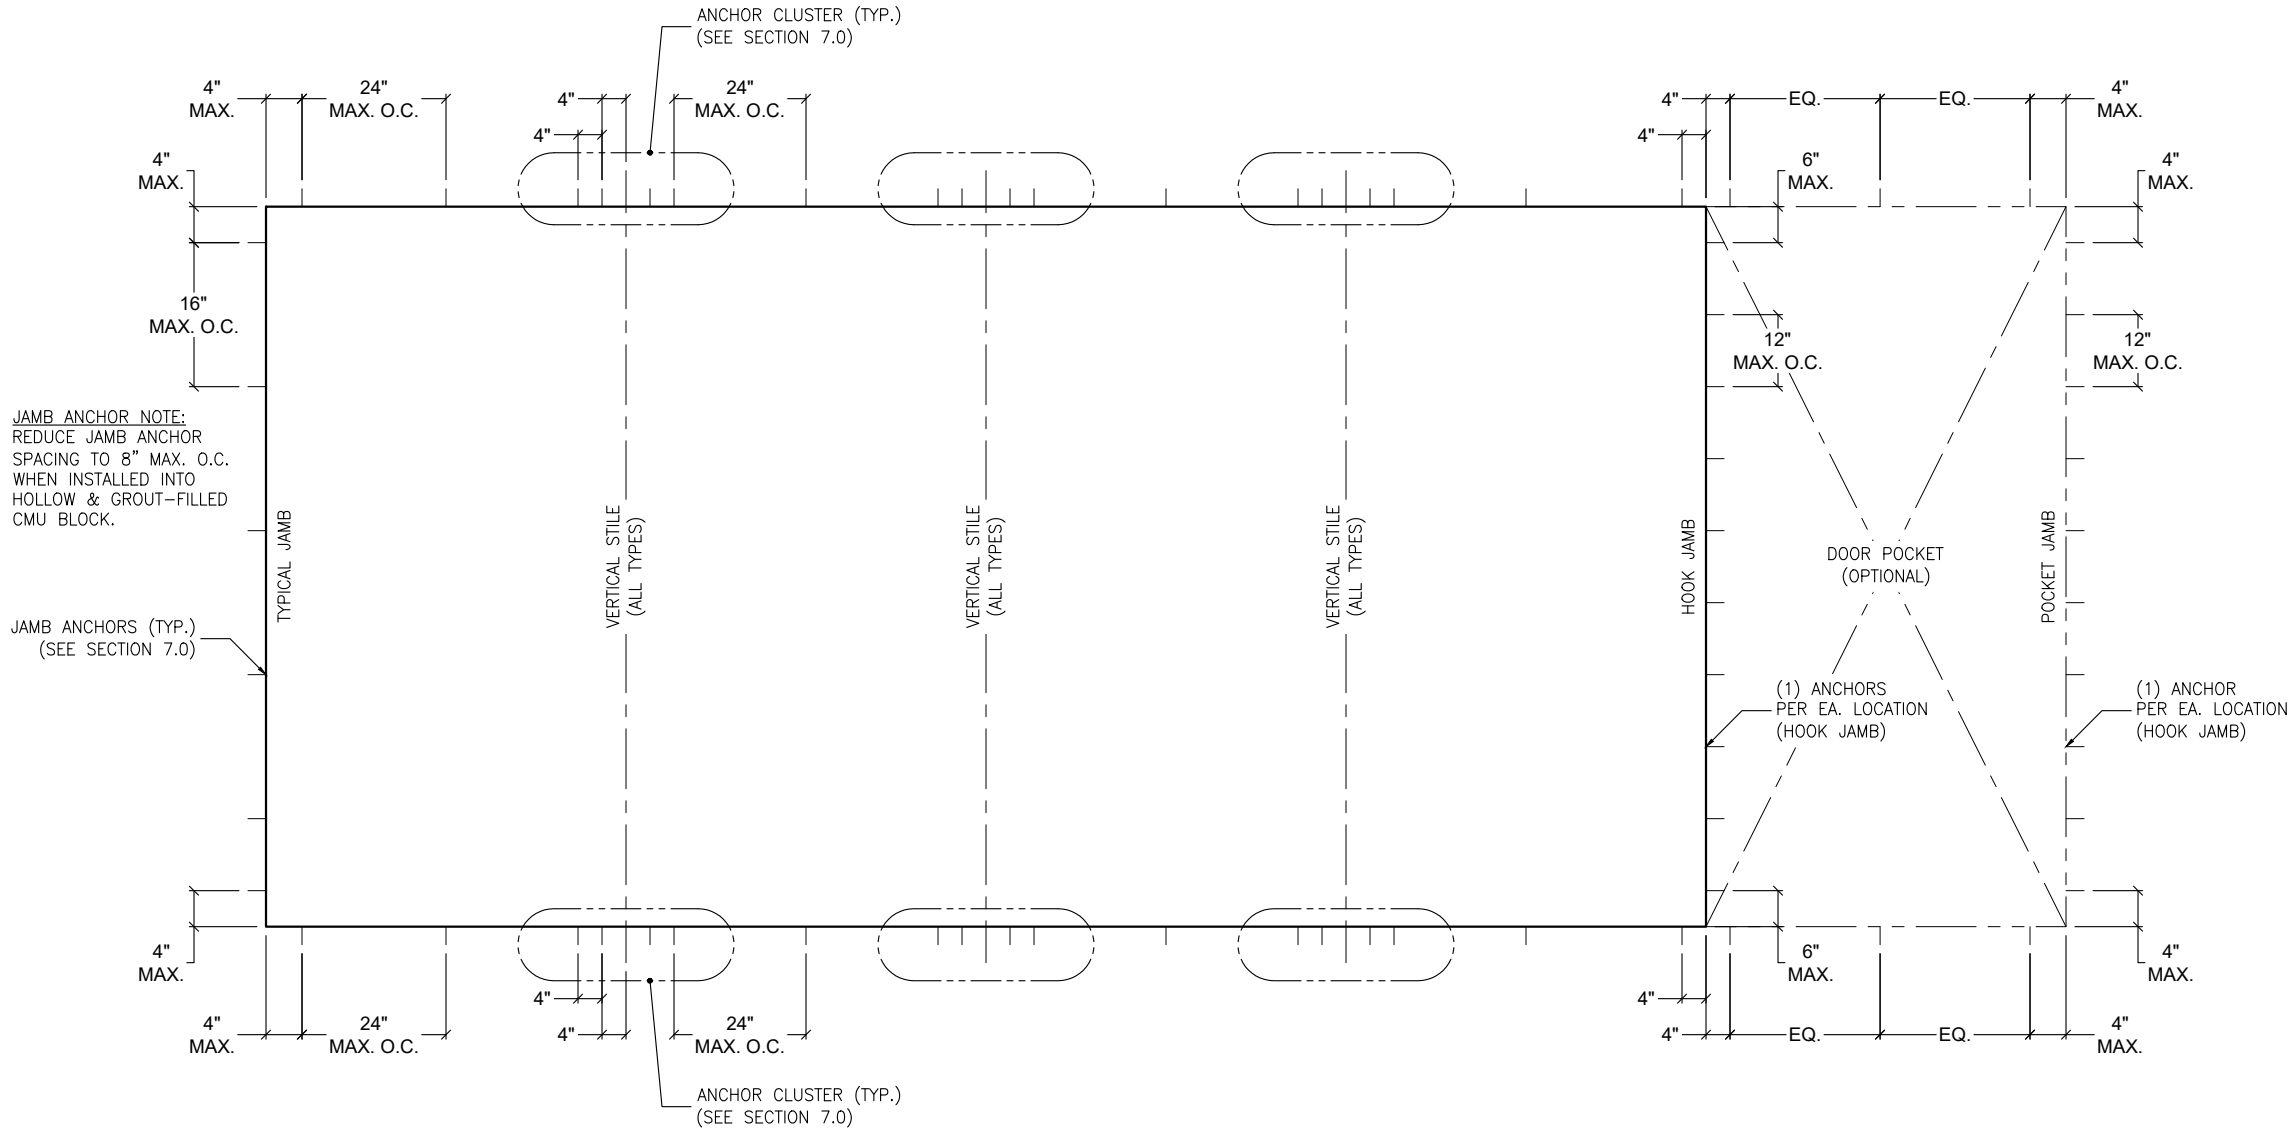 ANCHOR CLUSTER (TYP.)
(SEE SECTION 7.0)
4"
MAX.
24"
MAX. O.C.
4"
24"
MAX. O.C.
4"
EQ.
EQ.
4"
MAX.
4"
4"
4"
MAX.
6"
MAX.
4"
MAX.
16"
MAX. O.C.
12"
MAX. O.C.
12"
MAX. O.C.
JAMB ANCHOR NOTE:
REDUCE JAMB ANCHOR
SPACING TO 8" MAX. O.C.
WHEN INSTALLED INTO
HOLLOW & GROUT-FILLED
CMU BLOCK.
TYPICAL JAMB
VERTICAL STILE
(ALL TYPES)
VERTICAL STILE
(ALL TYPES)
VERTICAL STILE
(ALL TYPES)
HOOK JAMB
DOOR POCKET
(OPTIONAL)
POCKET JAMB
JAMB ANCHORS (TYP.)
(SEE SECTION 7.0)
(1) ANCHORS
PER EA. LOCATION
(HOOK JAMB)
(1) ANCHOR
PER EA. LOCATION
(HOOK JAMB)
4"
MAX.
6"
MAX.
4"
MAX.
4"
4"
4"
MAX.
24"
MAX. O.C.
4"
24"
MAX. O.C.
4"
EQ.
EQ.
4"
MAX.
ANCHOR CLUSTER (TYP.)
(SEE SECTION 7.0)